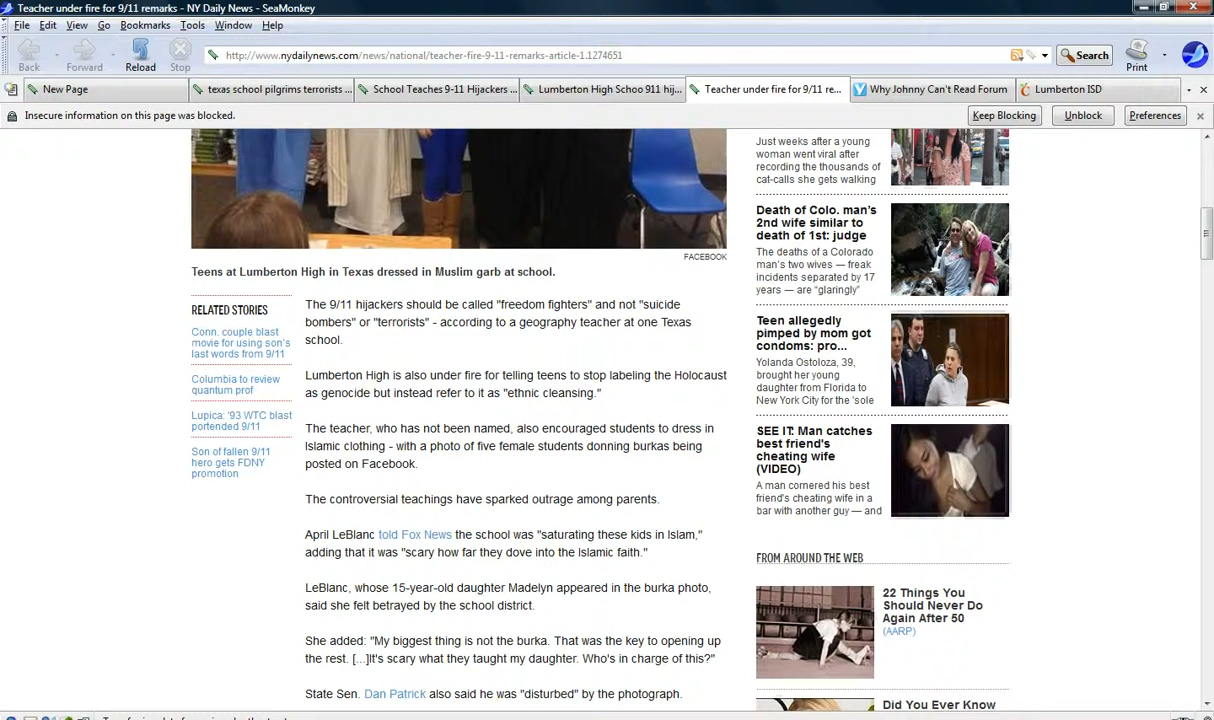 Teacher under fire for 9/11 remarks - NY Daily News - SeaMonkey
File Edit View Go Bookmarks Tools Window Help
http://www.nydailynews.com/news/national/teacher-fire-9-11-remarks-article-1.1274651
Search
Back Forward Reload Stop Print
New Page
texas school pilgrims terrorists ...
School Teaches 9-11 Hijackers ...
Lumberton High Schoo 911 hij...
Teacher under fire for 9/11 re...
Why Johnny Can't Read Forum
Lumberton ISD
Insecure information on this page was blocked.
Keep Blocking Unblock Preferences
FACEBOOK
Teens at Lumberton High in Texas dressed in Muslim garb at school.
RELATED STORIES
Conn. couple blast
movie for using son's
last words from 9/11
Columbia to review
quantum prof
Lupica: '93 WTC blast
portended 9/11
Son of fallen 9/11
hero gets FDNY
promotion
The 9/11 hijackers should be called "freedom fighters" and not "suicide
bombers" or "terrorists" - according to a geography teacher at one Texas
school.
Lumberton High is also under fire for telling teens to stop labeling the Holocaust
as genocide but instead refer to it as "ethnic cleansing."
The teacher, who has not been named, also encouraged students to dress in
Islamic clothing - with a photo of five female students donning burkas being
posted on Facebook.
The controversial teachings have sparked outrage among parents.
April LeBlanc told Fox News the school was "saturating these kids in Islam,"
adding that it was "scary how far they dove into the Islamic faith."
LeBlanc, whose 15-year-old daughter Madelyn appeared in the burka photo,
said she felt betrayed by the school district.
She added: "My biggest thing is not the burka. That was the key to opening up
the rest. [...]It's scary what they taught my daughter. Who's in charge of this?"
State Sen. Dan Patrick also said he was "disturbed" by the photograph.
Just weeks after a young
woman went viral after
recording the thousands of
cat-calls she gets walking
Death of Colo. man's
2nd wife similar to
death of 1st: judge
The deaths of a Colorado
man's two wives — freak
incidents separated by 17
years — are "glaringly"
Teen allegedly
pimped by mom got
condoms: pro...
Yolanda Ostoloza, 39,
brought her young
daughter from Florida to
New York City for the 'sole
SEE IT: Man catches
best friend's
cheating wife
(VIDEO)
A man cornered his best
friend's cheating wife in a
bar with another guy — and
FROM AROUND THE WEB
22 Things You
Should Never Do
Again After 50
(AARP)
Did You Ever Know